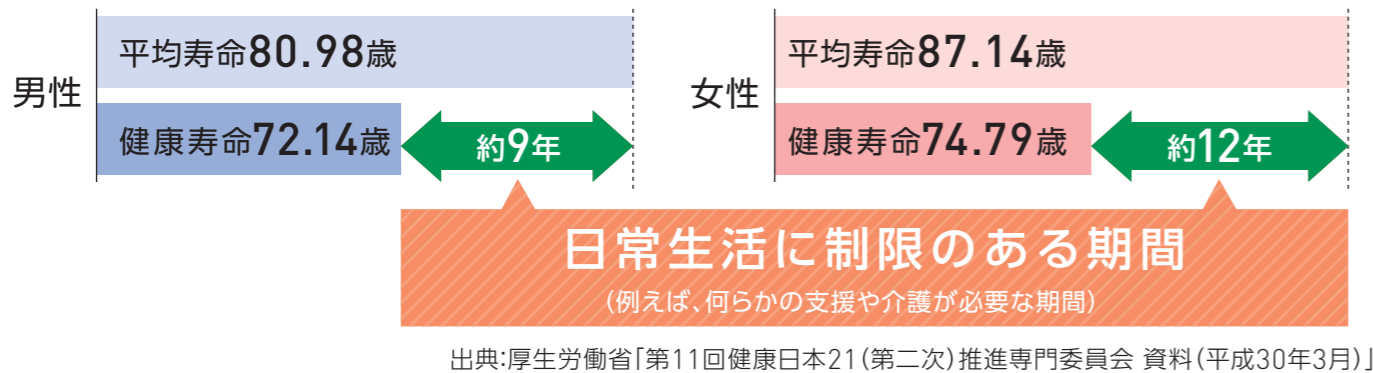 男性
平均寿命80.98歳
健康寿命72.14歳
約9年
女性
平均寿命87.14歳
健康寿命74.79歳
約12年
日常生活に制限のある期間
(例えば、何らかの支援や介護が必要な期間)
出典:厚生労働省「第11回健康日本21(第二次)推進専門委員会 資料(平成30年3月)」